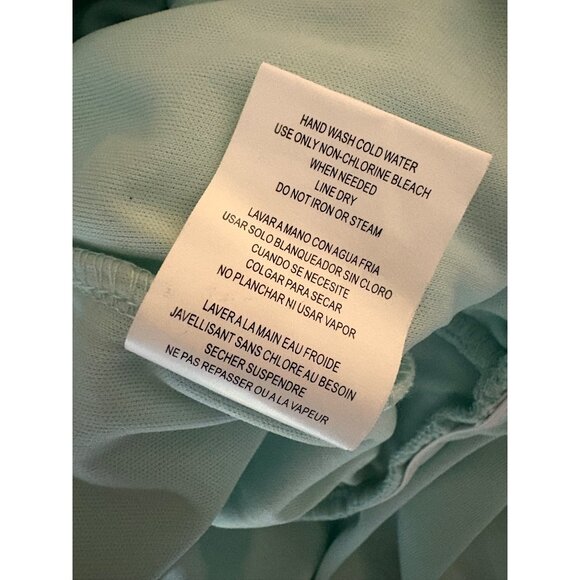 HAND WASH COLD WATER
USE ONLY NON-CHLORINE BLEACH
WHEN NEEDED
LINE DRY
DO NOT IRON OR STEAM
LAVAR A MANO CON AGUA FRIA
USAR SOLO BLANQUEADOR SIN CLORO
CUANDO SE NECESITE
COLGAR PARA SECAR
NO PLANCHAR NI USAR VAPOR
LAVER A LA MAIN EAU FROIDE
JAVELLISANT SANS CHLORE AU BESOIN
SECHER SUSPENDRE
NE PAS REPASSER OU A LA VAPEUR